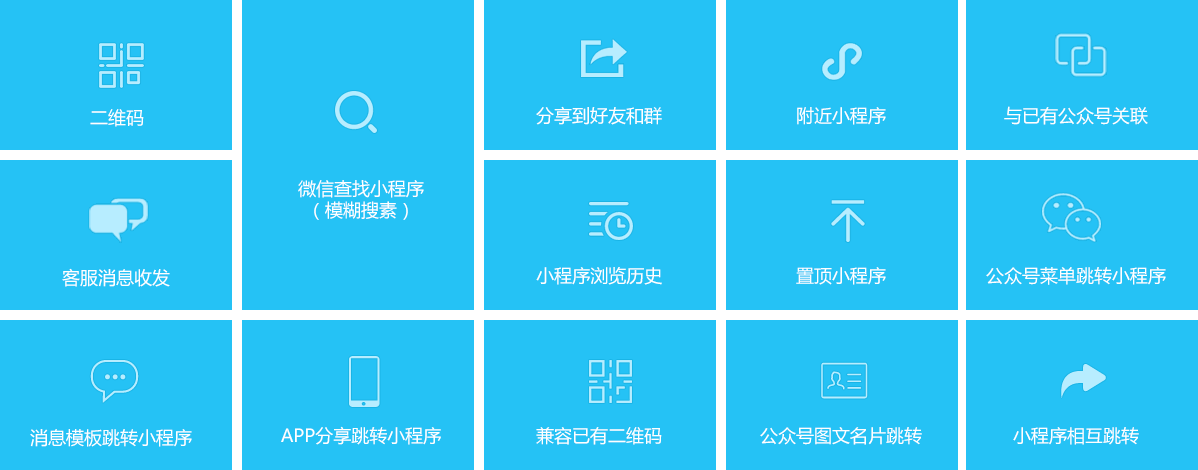 二维码
微信查找小程序
（模糊搜素）
分享到好友和群
附近小程序
与已有公众号关联
客服消息收发
小程序浏览历史
置顶小程序
公众号菜单跳转小程序
消息模板跳转小程序
APP分享跳转小程序
兼容已有二维码
公众号图文名片跳转
小程序相互跳转